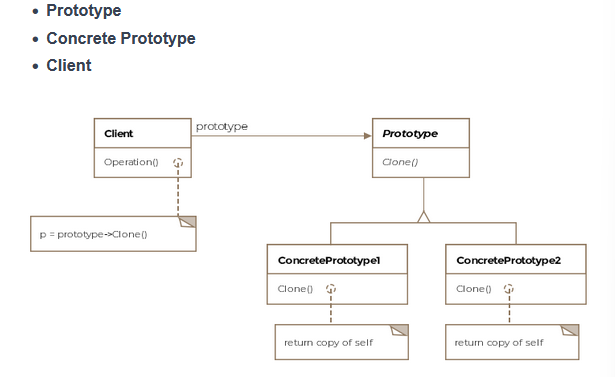 Prototype
Concrete Prototype
Client
prototype
Client
Prototype
Operation()
Clone()
p = prototype->Clone()
ConcretePrototype1
ConcretePrototype2
Clone()
Clone()
return copy of self
return copy of self